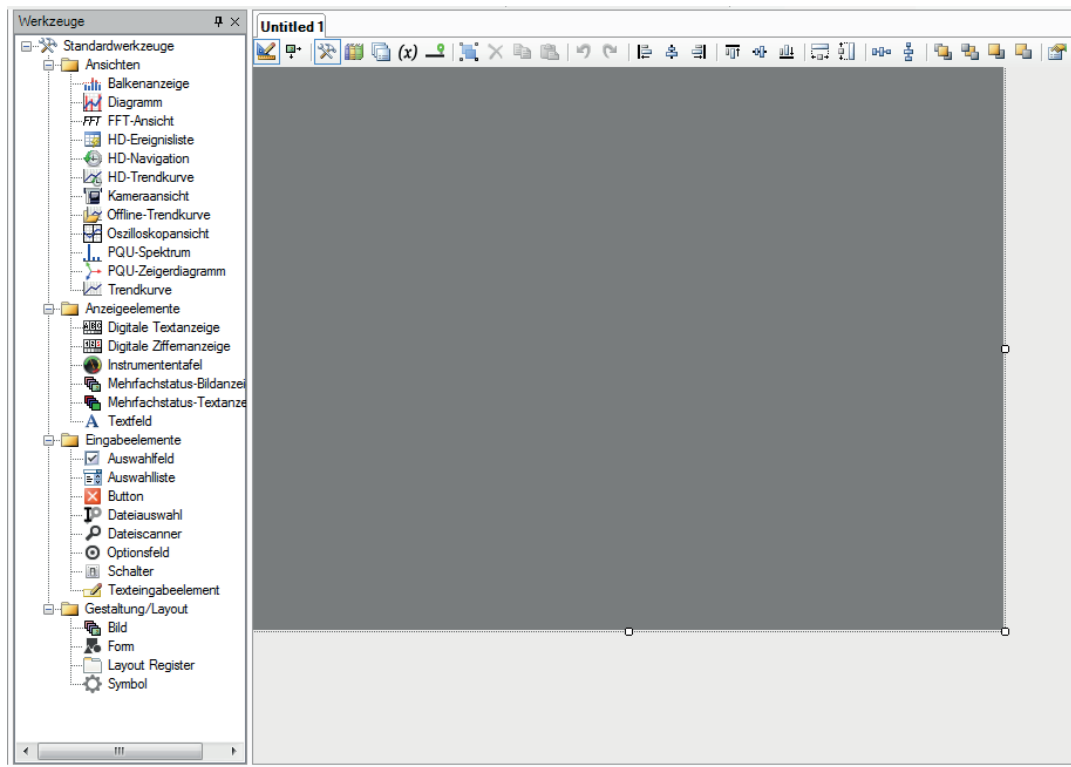 Werkzeuge
Untitled 1
Standardwerkzeuge
Ansichten
Balkenanzeige
Diagramm
FFT FFT-Ansicht
HD-Ereignisliste
HD-Navigation
HD-Trendkurve
Kameraansicht
Offline-Trendkurve
Oszilloskopansicht
PQU-Spektrum
PQU-Zeigerdiagramm
Trendkurve
Anzeigeelemente
Digitale Textanzeige
Digitale Ziffernanzeige
Instrumententafel
Mehrfachstatus-Bildanzei
Mehrfachstatus-Textanze
A Textfeld
Eingabeelemente
Auswahlfeld
Auswahlliste
Button
Dateiauswahl
Dateiscanner
Optionsfeld
Schalter
Texteingabeelement
Gestaltung/Layout
Bild
Form
Layout Register
Symbol
(x)